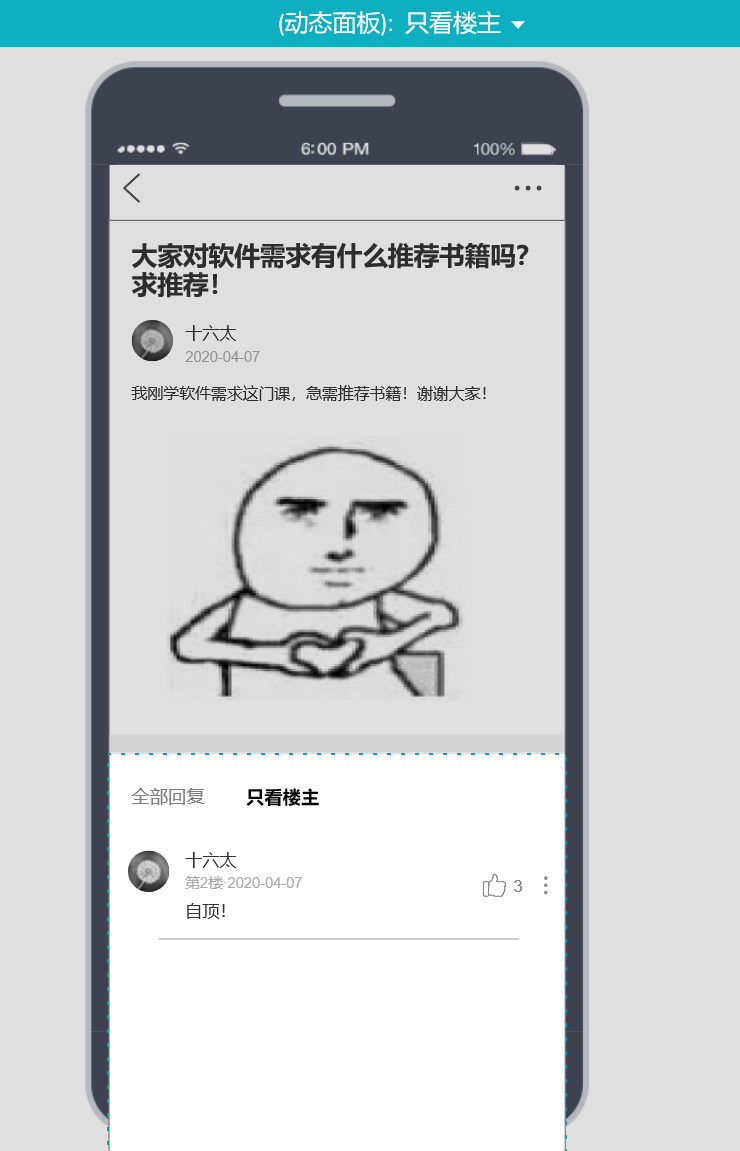 (动态面板): 只看楼主
6:00 PM
100%
大家对软件需求有什么推荐书籍吗?
求推荐!
十六太
2020-04-07
我刚学软件需求这门课，急需推荐书籍！谢谢大家！
全部回复 只看楼主
十六太
第2楼·2020-04-07
3
自顶！